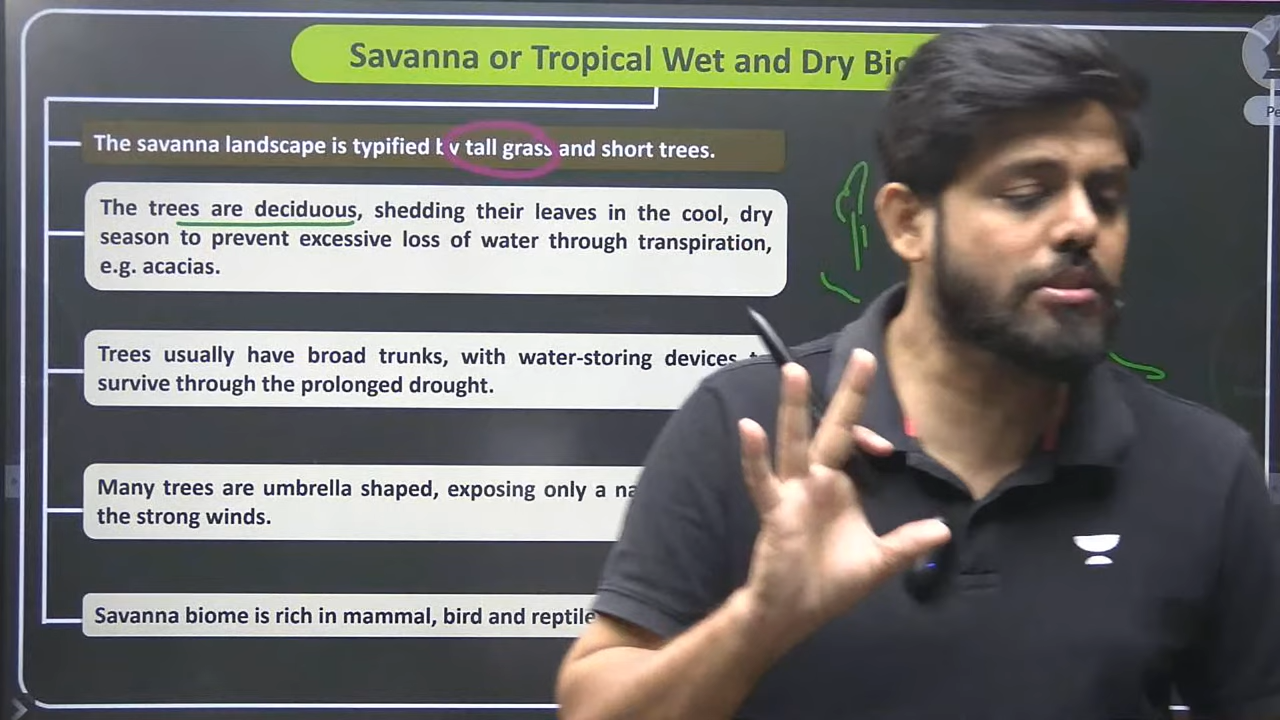 Savanna or Tropical Wet and Dry
The savanna landscape is typified by tall grass and short trees.
The trees are deciduous, shedding their leaves in the cool, dry
season to prevent excessive loss of water through transpiration,
e.g. acacias.
Trees usually have broad trunks, with water-storing devices
survive through the prolonged drought.
Many trees are umbrella shaped, exposing only a
the strong winds.
Savanna biome is rich in mammal, bird and reptile